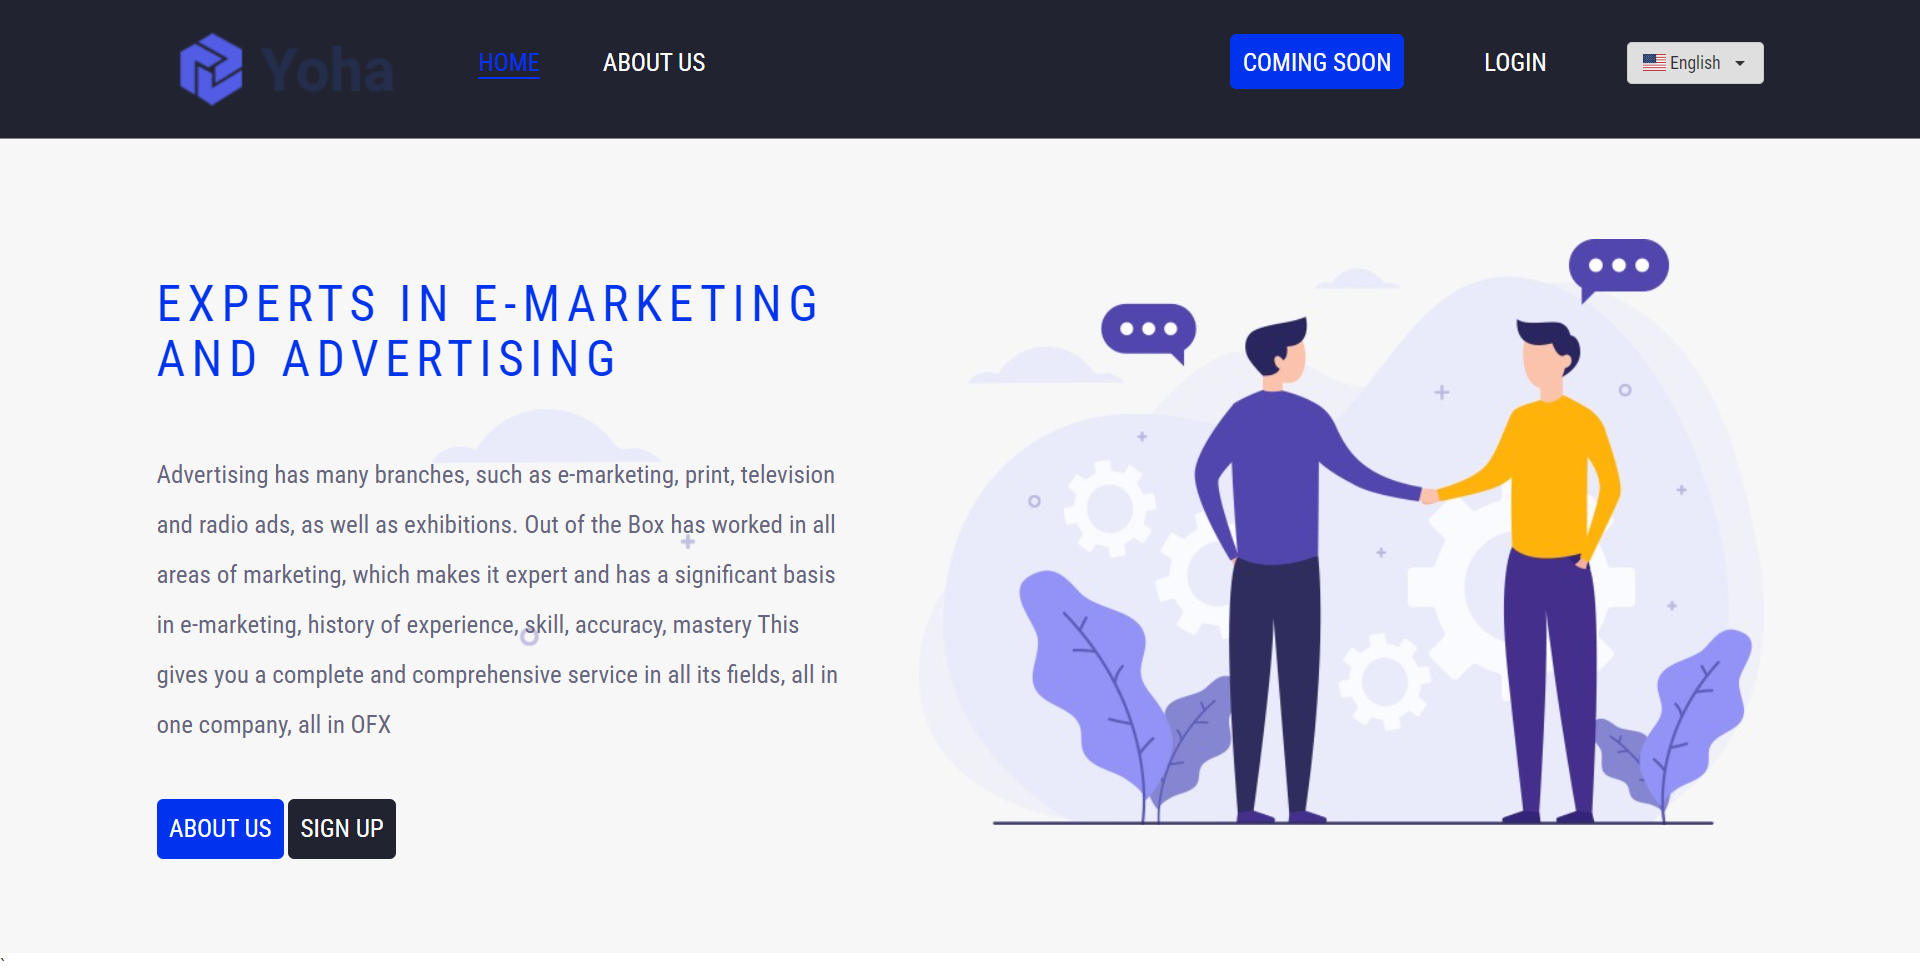 Yoha
HOME
ABOUT US
COMING SOON
LOGIN
English
EXPERTS IN E-MARKETING
AND ADVERTISING
Advertising has many branches, such as e-marketing, print, television
and radio ads, as well as exhibitions. Out of the Box has worked in all
areas of marketing, which makes it expert and has a significant basis
in e-marketing, history of experience, skill, accuracy, mastery This
gives you a complete and comprehensive service in all its fields, all in
one company, all in OFX
ABOUT US
SIGN UP
`